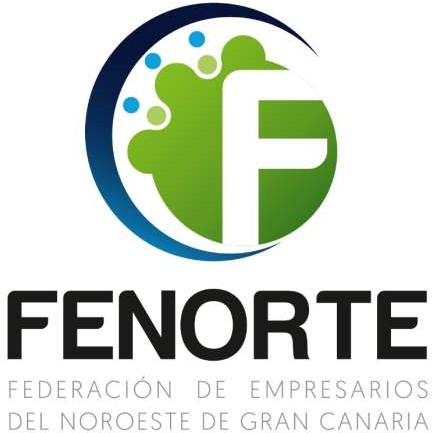 F
FENORTE
FEDERACIÓN DE EMPRESARIOS
DEL NOROESTE DE GRAN CANARIA